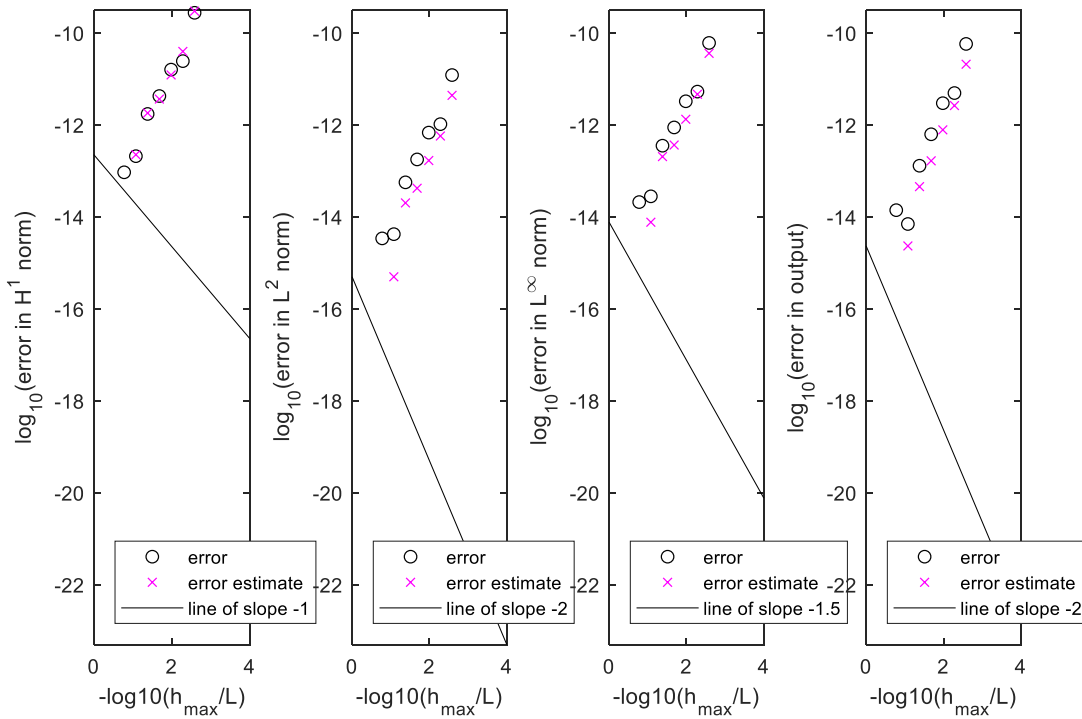 -10
-12
-14
-16
-18
-20
-22
0
2
4
log10(error in H1 norm)
-log10(h_max/L)
error
error estimate
line of slope -1
-10
-12
-14
-16
-18
-20
-22
0
2
4
log10(error in L2 norm)
-log10(h_max/L)
error
error estimate
line of slope -2
-10
-12
-14
-16
-18
-20
-22
0
2
4
log10(error in L∞ norm)
-log10(h_max/L)
error
error estimate
line of slope -1.5
-10
-12
-14
-16
-18
-20
-22
0
2
4
log10(error in output)
-log10(h_max/L)
error
error estimate
line of slope -2